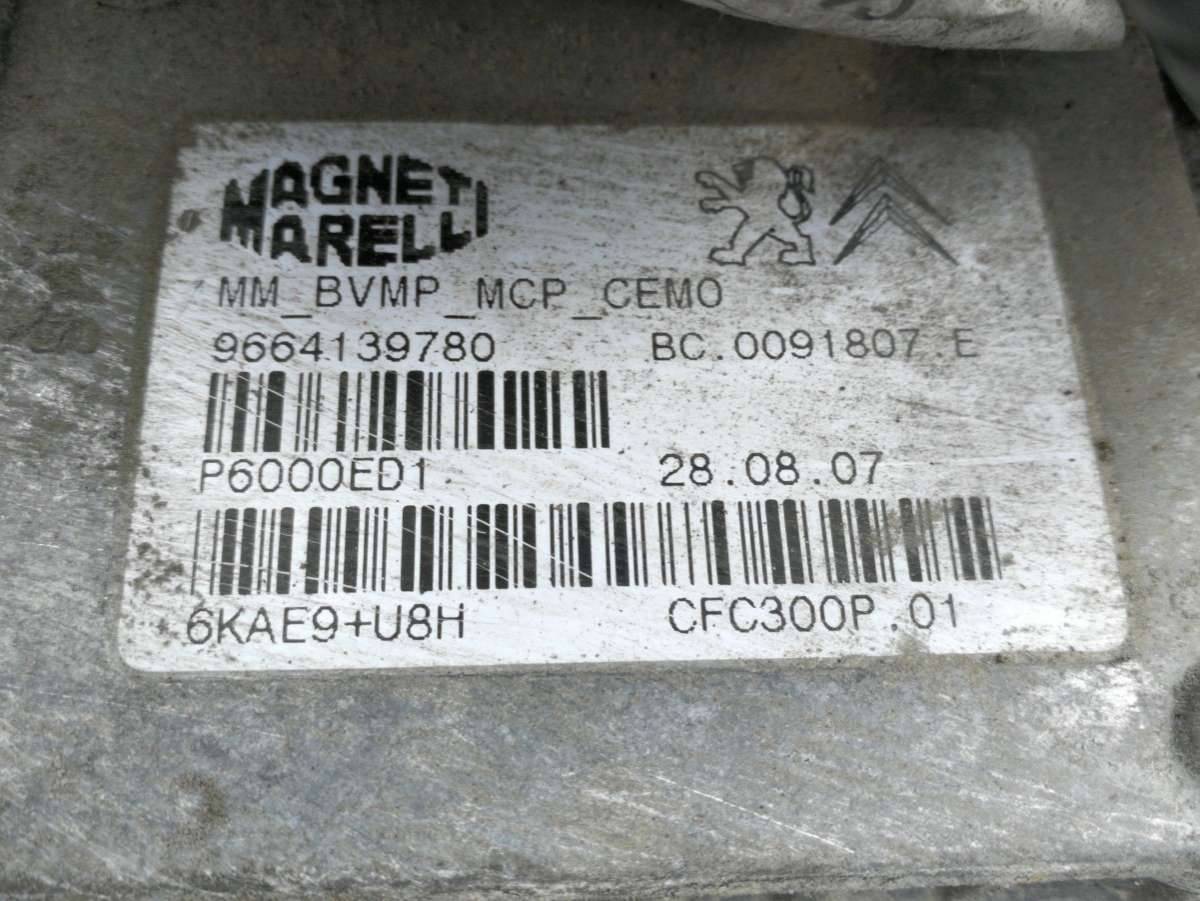 MAGNETI
MARELLI
MM_BVMP_MCP_CEMO
9664139780 BC.0091807.E
P6000ED1 28.08.07
6KAE9+U8H CFC300P.01